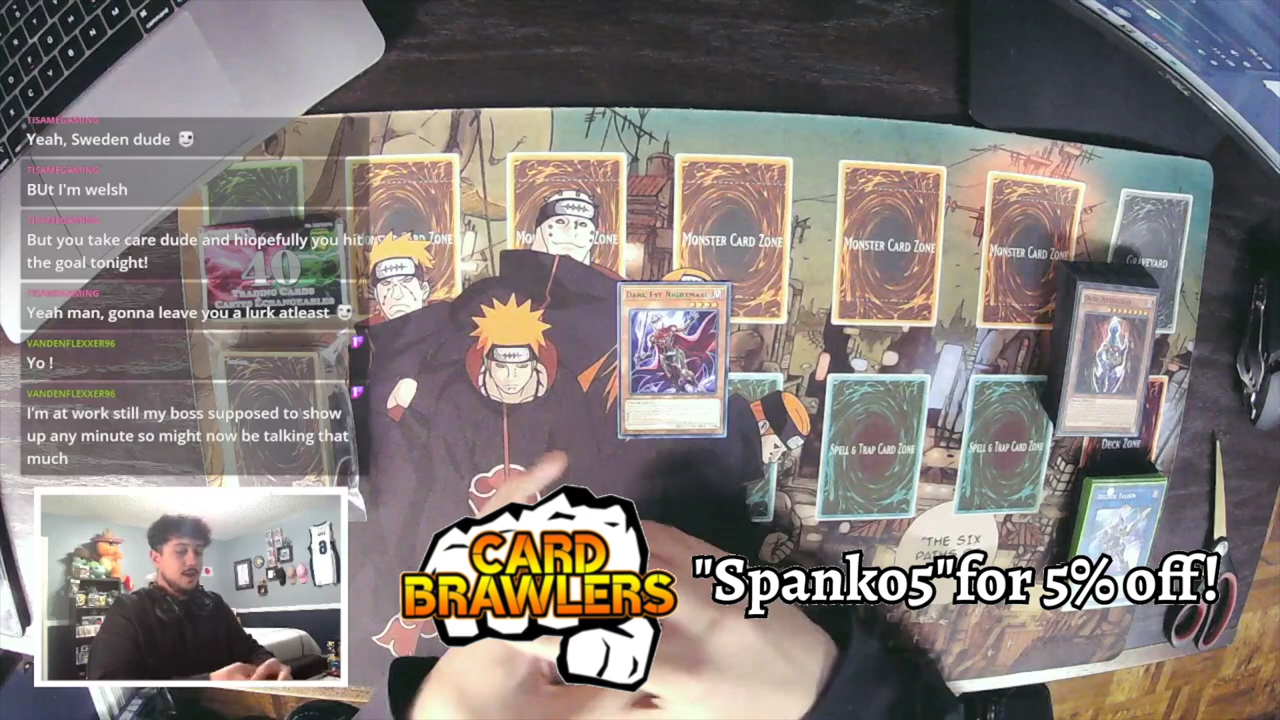 TISAMEGAMING
Yeah, Sweden dude
TISAMEGAMING
BUt I'm welsh
TISAMEGAMING
But you take care dude and hiopefully you hit
the goal tonight!
TISAMEGAMING
Yeah man, gonna leave you a lurk atleast
VANDENFLEXXER96
Yo !
VANDENFLEXXER96
I'm at work still my boss supposed to show
up any minute so might now be talking that
much
40
TRADING CARDS
CARTES ÉCHANGEABLES
MONSTER CARD ZONE
MONSTER CARD ZONE
MONSTER CARD ZONE
GRAVEYARD
DARK EYE NIGHTMARE
SPELL & TRAP CARD ZONE
SPELL & TRAP CARD ZONE
DECK ZONE
"THE SIX
CARD
BRAWLERS
"Spanko5"for 5% off!
8